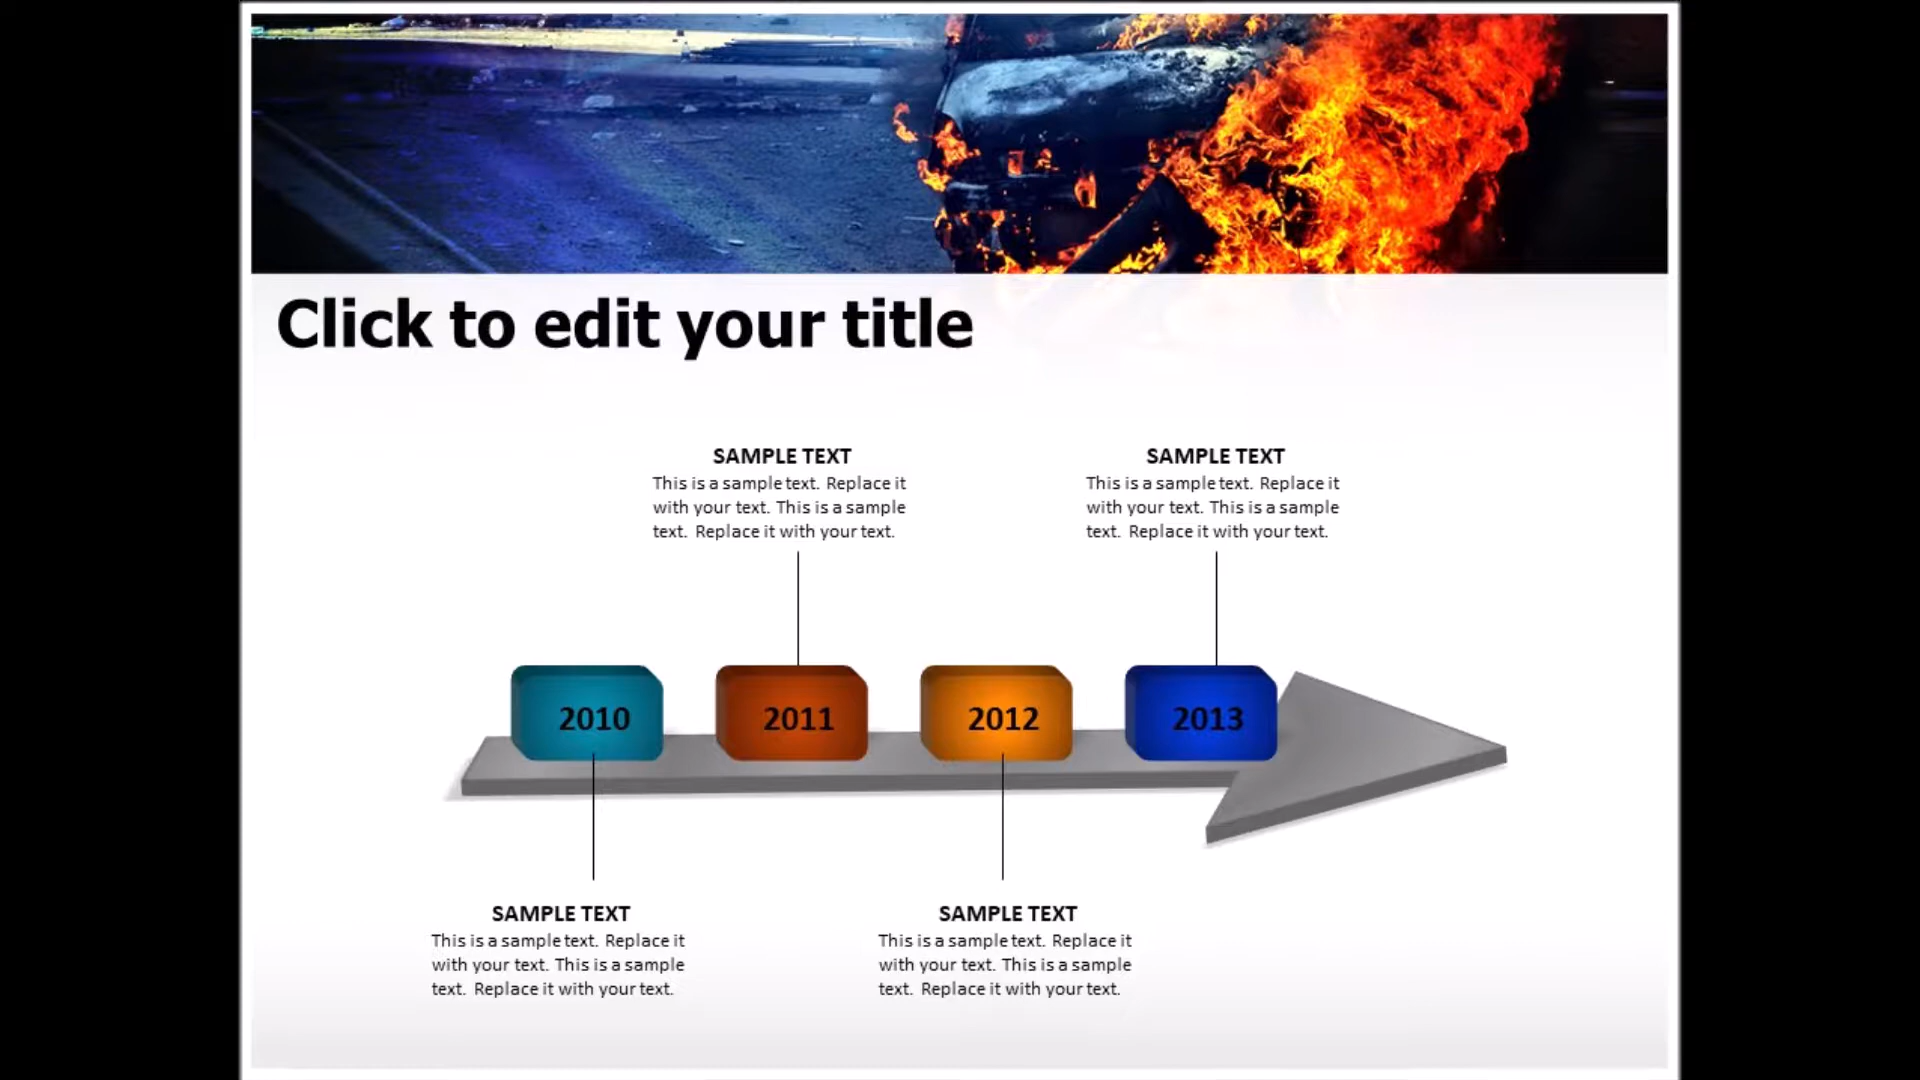 Click to edit your title
SAMPLE TEXT
This is a sample text. Replace it
with your text. This is a sample
text. Replace it with your text.
SAMPLE TEXT
This is a sample text. Replace it
with your text. This is a sample
text. Replace it with your text.
2010
2011
2012
2013
SAMPLE TEXT
This is a sample text. Replace it
with your text. This is a sample
text. Replace it with your text.
SAMPLE TEXT
This is a sample text. Replace it
with your text. This is a sample
text. Replace it with your text.